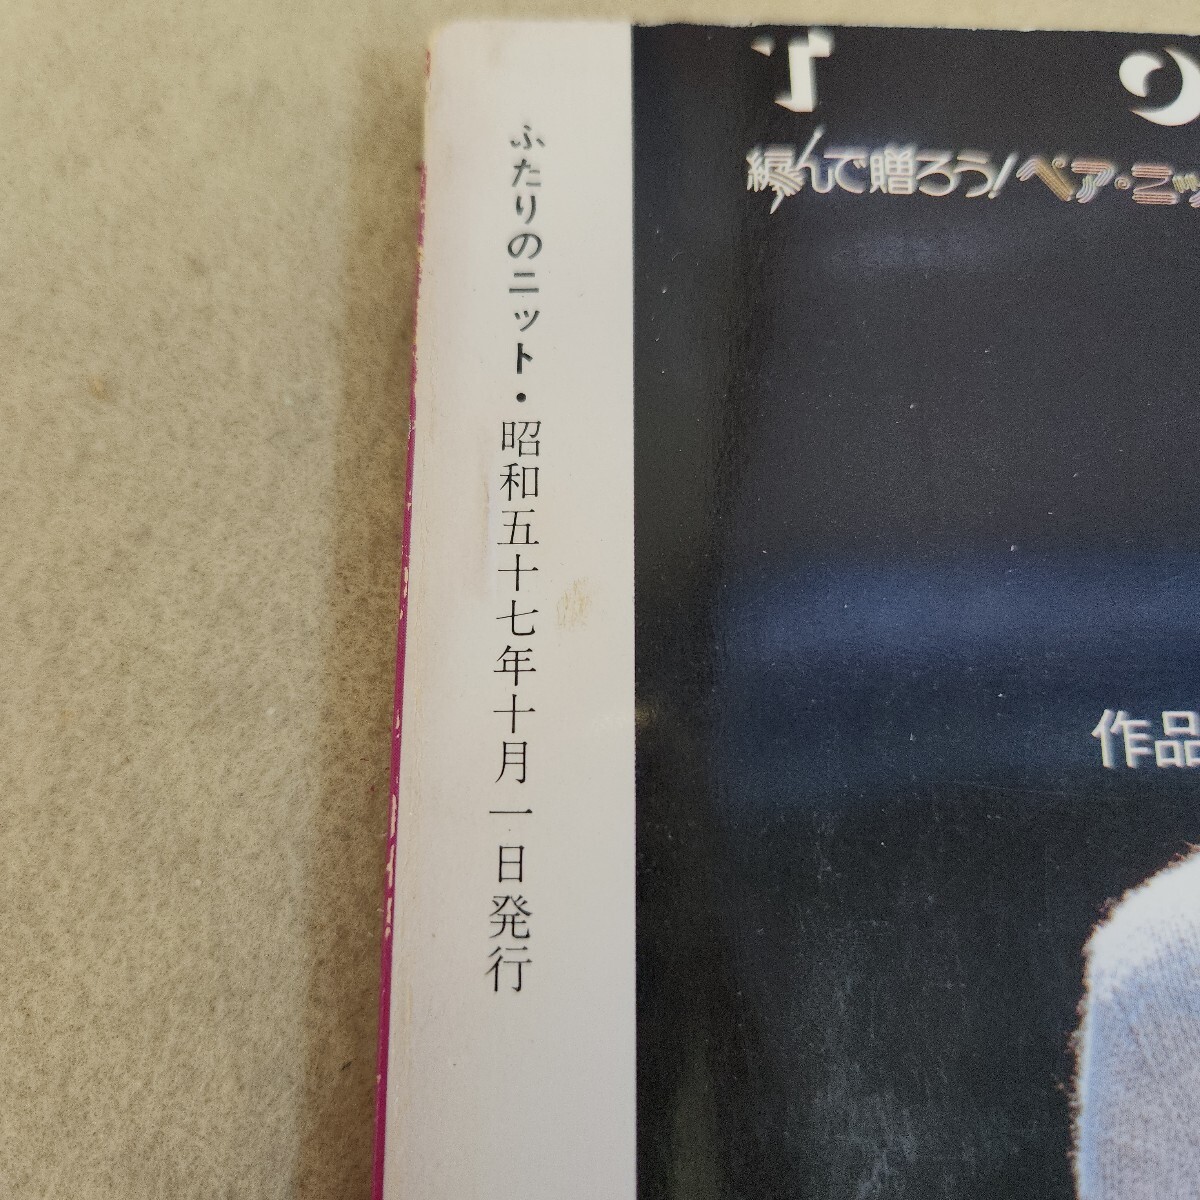 ふたりのニット・昭和五十七年十月一日発行
編んで贈ろう!ペア・ニッ
作品